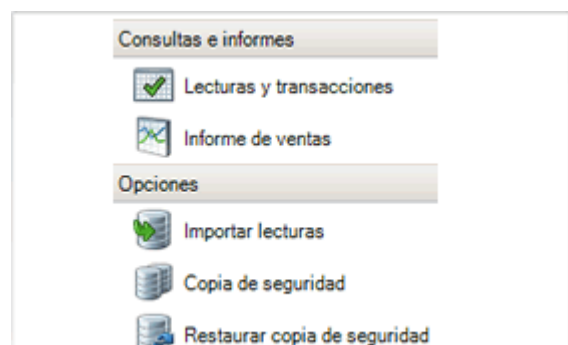 Consultas e informes
Lecturas y transacciones
Informe de ventas
Opciones
Importar lecturas
Copia de seguridad
Restaurar copia de seguridad